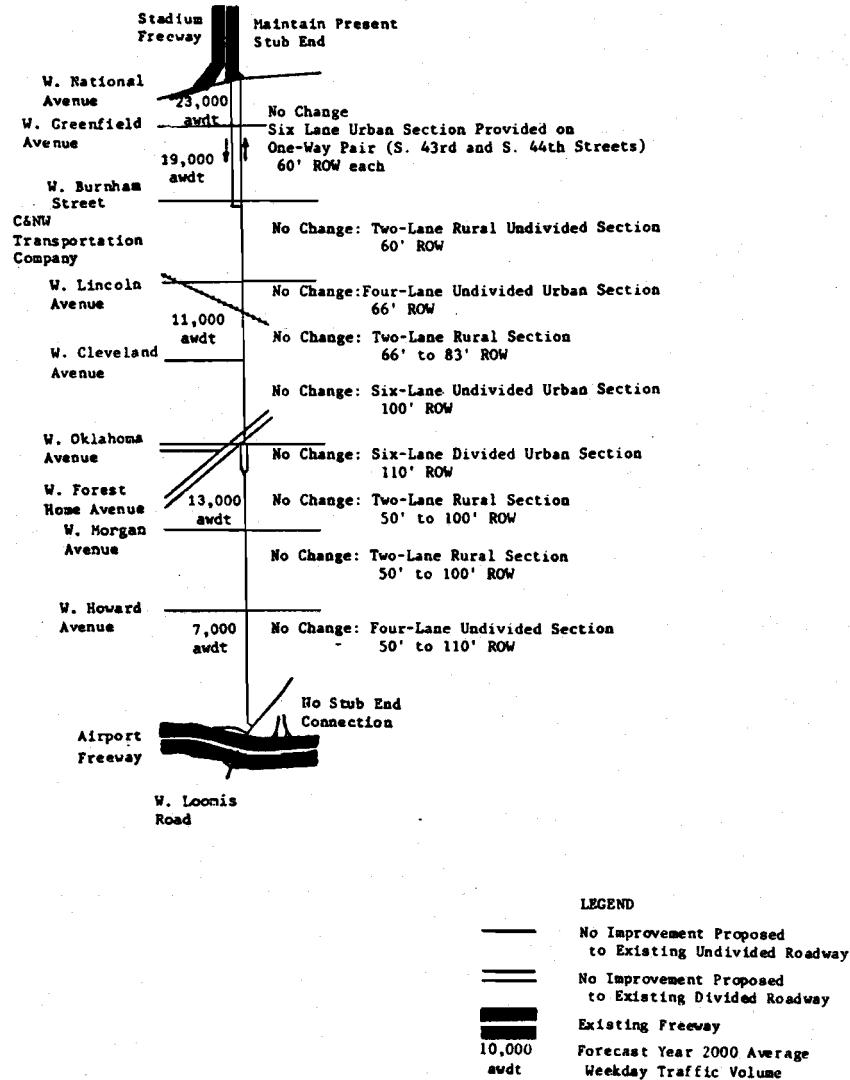 Stadium
Freeway
Maintain Present
Stub End
W. National
Avenue
23,000
awdt
W. Greenfield
Avenue
No Change
Six Lane Urban Section Provided on
One-Way Pair (S. 43rd and S. 44th Streets)
60' ROW each
19,000
awdt
W. Burnham
Street
C&NW
Transportation
Company
No Change: Two-Lane Rural Undivided Section
60' ROW
W. Lincoln
Avenue
No Change:Four-Lane Undivided Urban Section
66' ROW
11,000
awdt
No Change: Two-Lane Rural Section
66' to 83' ROW
W. Cleveland
Avenue
No Change: Six-Lane Undivided Urban Section
100' ROW
W. Oklahoma
Avenue
No Change: Six-Lane Divided Urban Section
110' ROW
W. Forest
Home Avenue
13,000
awdt
No Change: Two-Lane Rural Section
50' to 100' ROW
W. Morgan
Avenue
No Change: Two-Lane Rural Section
50' to 100' ROW
W. Howard
Avenue
7,000
awdt
No Change: Four-Lane Undivided Section
50' to 110' ROW
No Stub End
Connection
Airport
Freeway
W. Loomis
Road
LEGEND
No Improvement Proposed
to Existing Undivided Roadway
No Improvement Proposed
to Existing Divided Roadway
Existing Freeway
10,000
awdt
Forecast Year 2000 Average
Weekday Traffic Volume